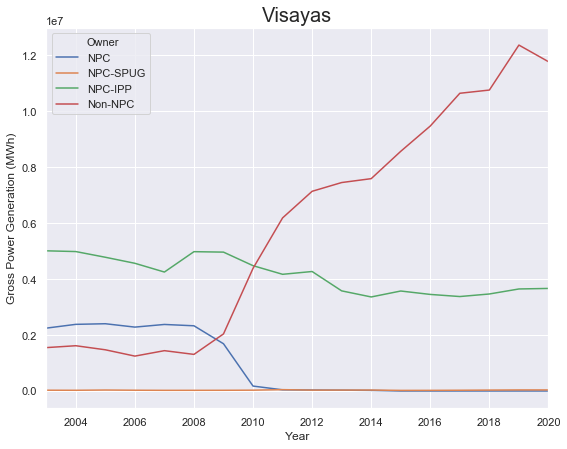 Visayas
1e7
Owner
NPC
NPC-SPUG
NPC-IPP
Non-NPC
Gross Power Generation (MWh)
1.2
1.0
0.8
0.6
0.4
0.2
0.0
2004 2006 2008 2010 2012 2014 2016 2018 2020
Year